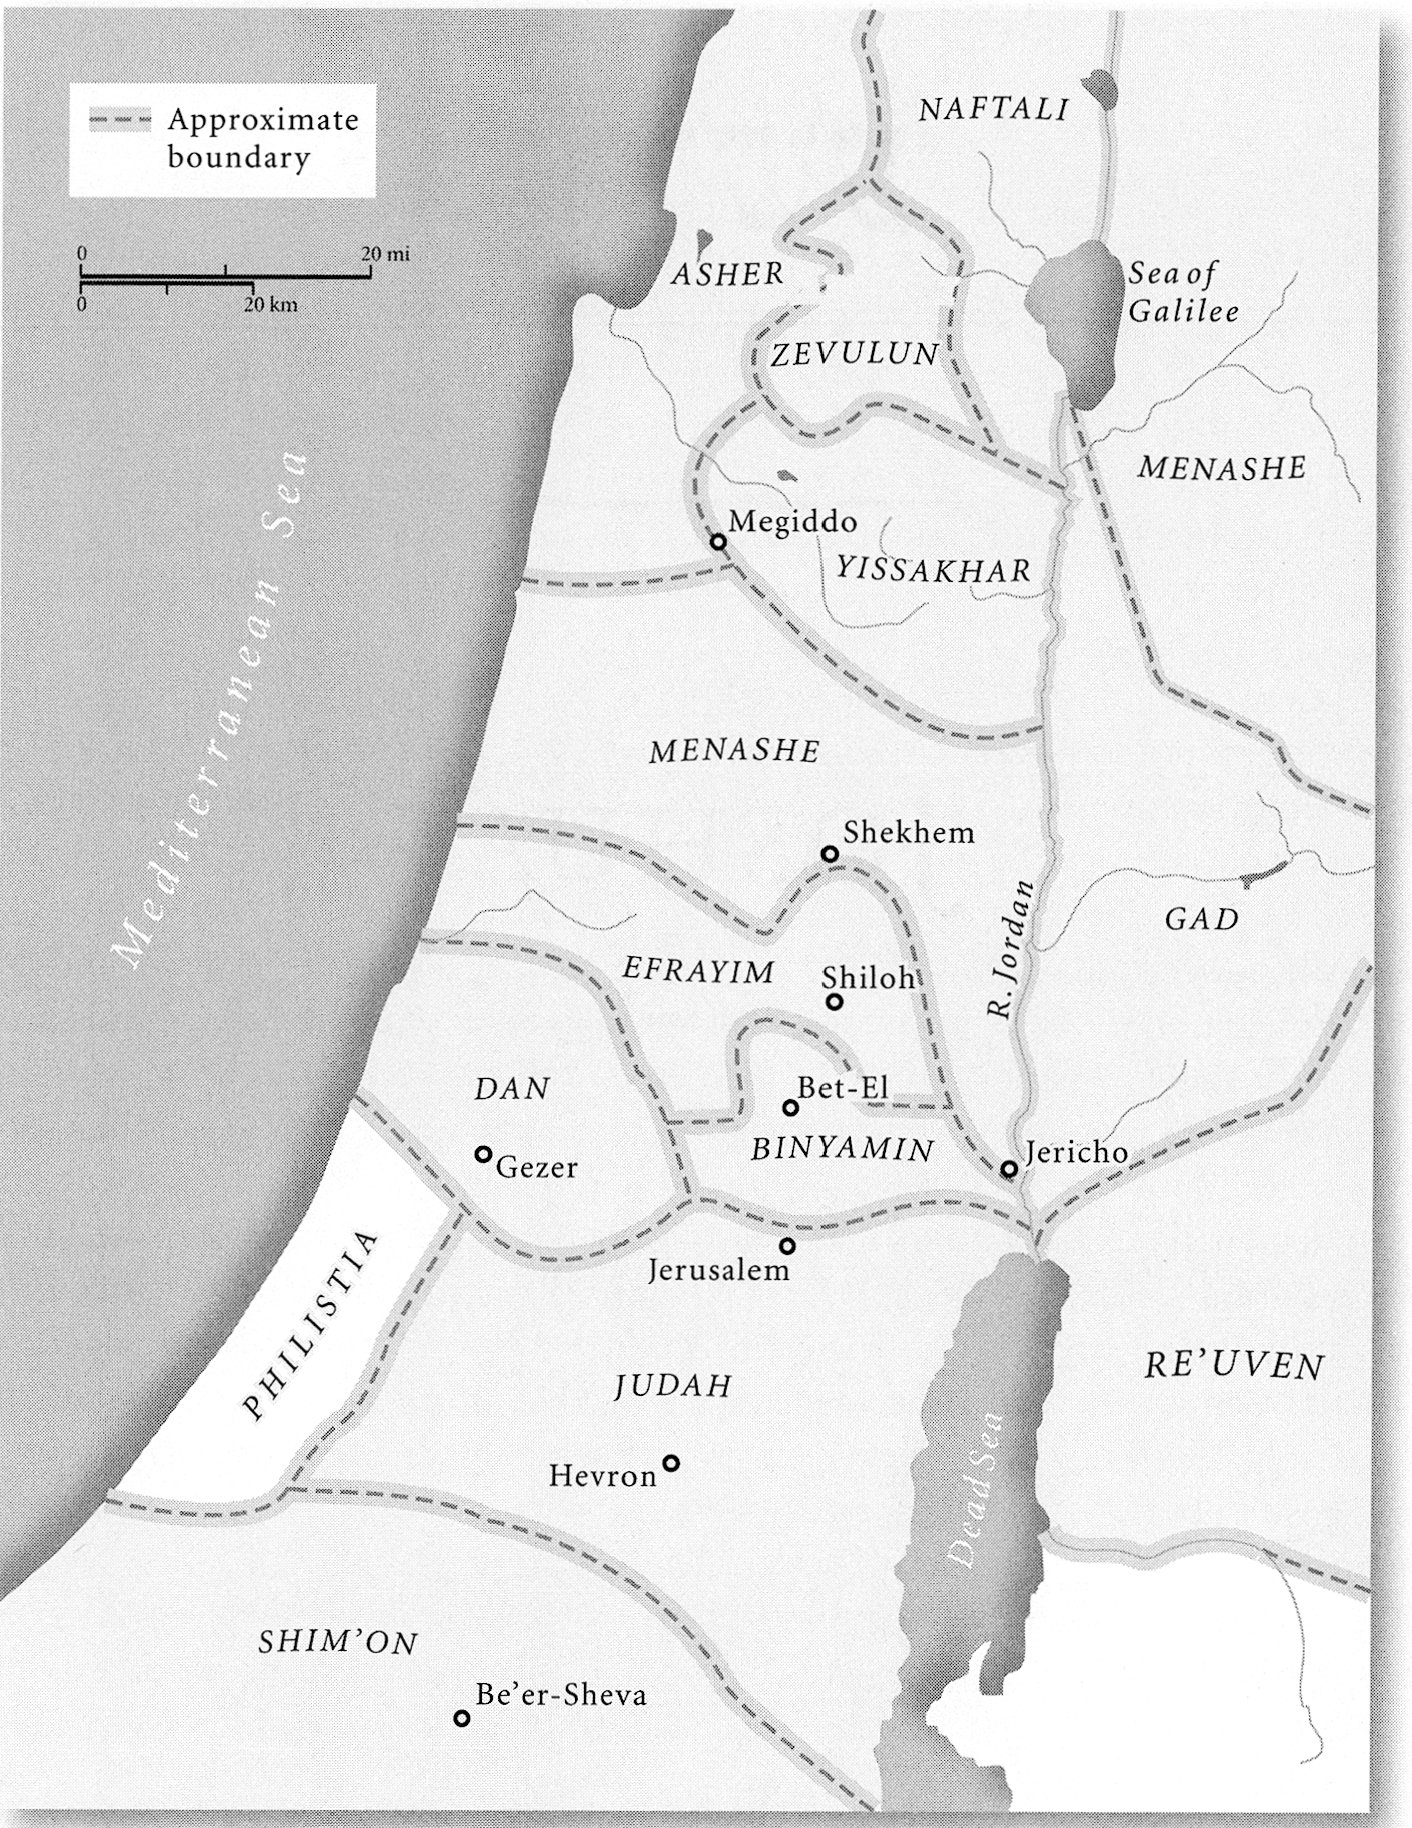 NAFTALI
Approximate
boundary
0 20 mi
0 20 km
ASHER
Sea of
Galilee
ZEVULUN
MENASHE
Mediterranean Sea
Megiddo
YISSAKHAR
MENASHE
Shekhem
R. Jordan
GAD
EFRAYIM
Shiloh
DAN
Bet-El
BINYAMIN
Jericho
Gezer
PHILISTIA
Jerusalem
RE’UVEN
JUDAH
Hevron
Dead Sea
SHIM’ON
Be’er-Sheva